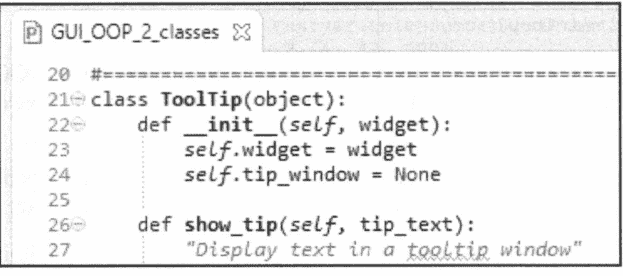 GUI_OOP_2_classes
20 #=============================================
21 class ToolTip(object):
22     def __init__(self, widget):
23         self.widget = widget
24         self.tip_window = None
25
26     def show_tip(self, tip_text):
27         "Display text in a tooltip window"